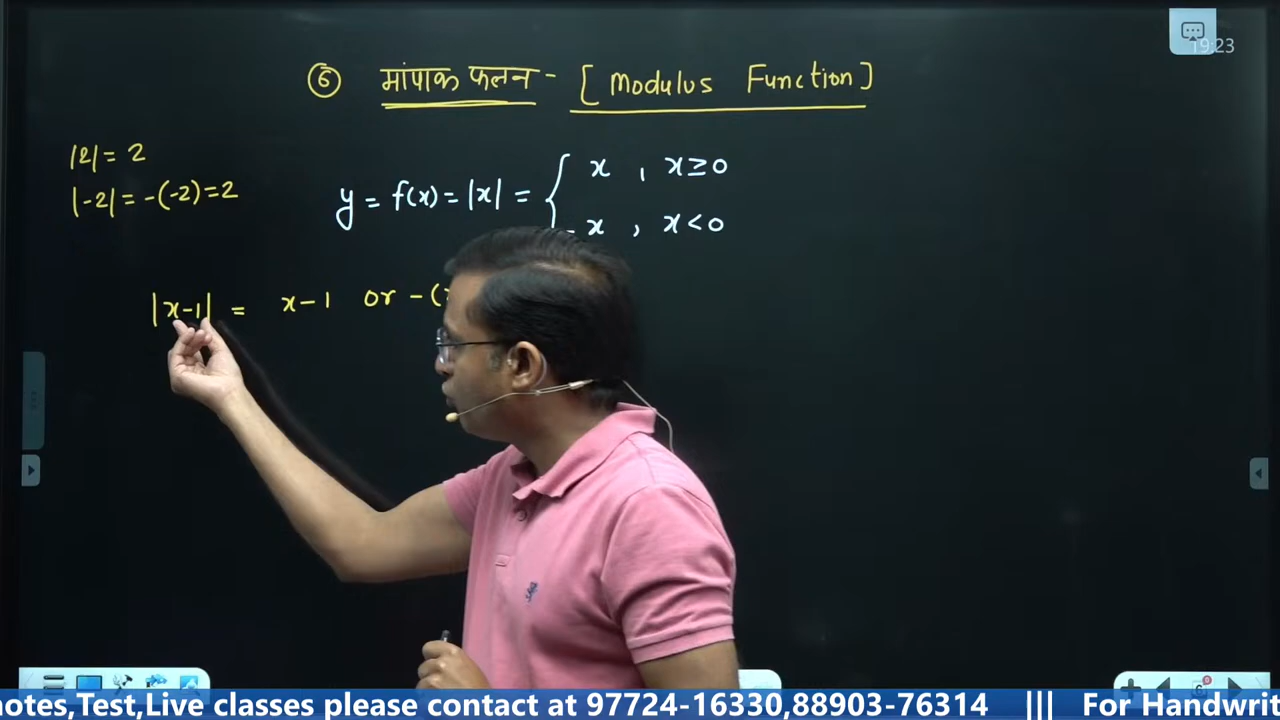 19:23
⑥ मांपाक फलन - [ Modulus Function ]
|2| = 2
|-2| = -(-2) = 2
y = f(x) = |x| = { x , x ≥ 0
- x , x < 0
|x-1| = x-1 or -(
notes,Test,Live classes please contact at 97724-16330,88903-76314 ||| For Handwrit